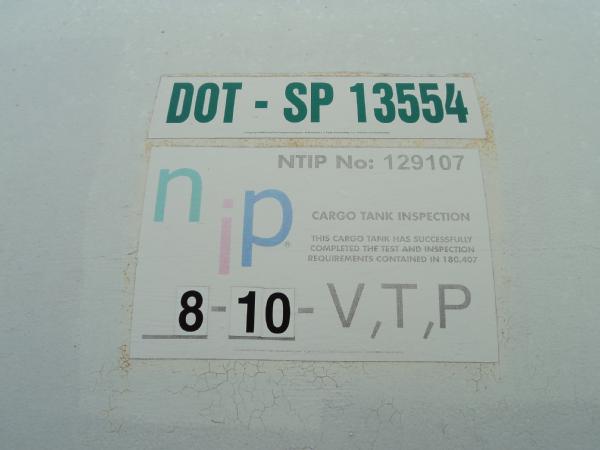 DOT - SP 13554
NTIP No: 129107
nip®
CARGO TANK INSPECTION
THIS CARGO TANK HAS SUCCESSFULLY
COMPLETED THE TEST AND INSPECTION
REQUIREMENTS CONTAINED IN 180.407
8-10-V,T,P